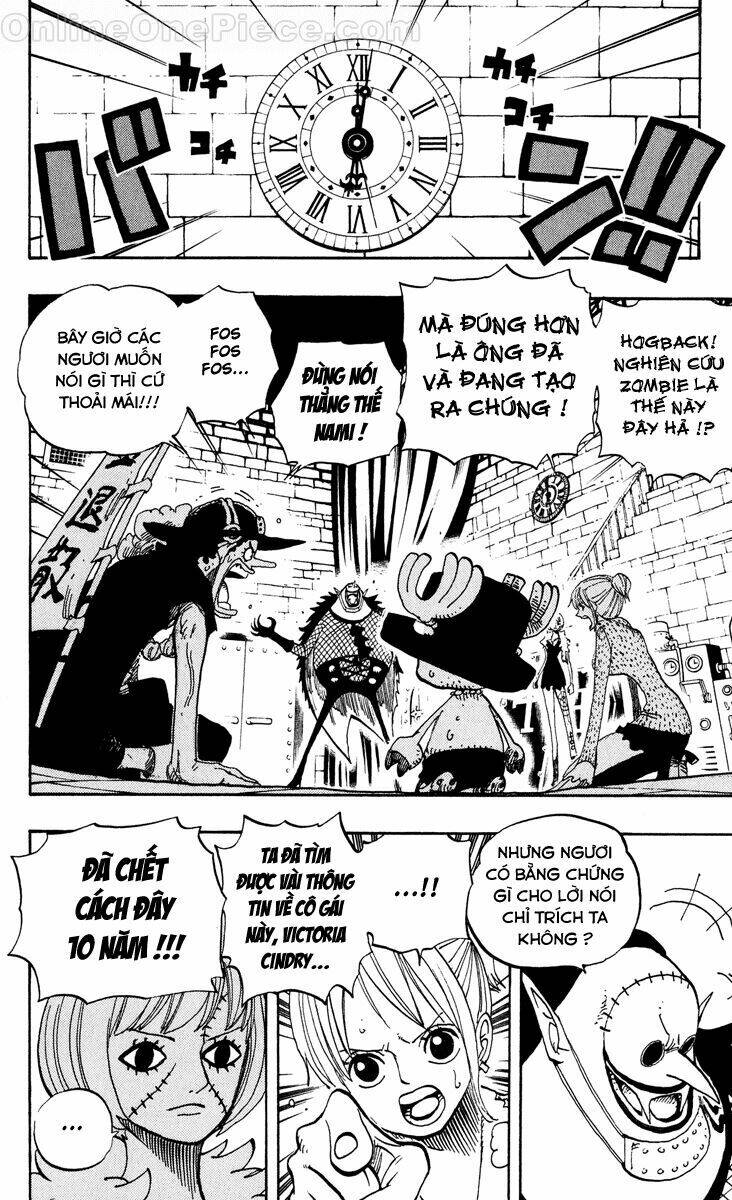 OnlineOnePiece.com
カチ
コチ
カチ
コチ
HOGBACK!
NGHIÊN CỨU
ZOMBIE LÀ
THẾ NÀY
ĐÂY HẢ !?
MÀ ĐÚNG HƠN
LÀ ÔNG ĐÃ
VÀ ĐANG TẠO
RA CHÚNG !
ĐỪNG NÓI
THẲNG THẾ
NAMI !
FOS
FOS
FOS...
BÂY GIỜ CÁC
NGƯƠI MUỐN
NÓI GÌ THÌ CỨ
THOẢI MÁI!!!
NHƯNG NGƯƠI
CÓ BẰNG CHỨNG
GÌ CHO LỜI NÓI
CHỈ TRÍCH TA
KHÔNG ?
...!!
TA ĐÃ TÌM
ĐƯỢC VÀI THÔNG
TIN VỀ CÔ GÁI
NÀY, VICTORIA
CINDRY...
ĐÃ CHẾT
CÁCH ĐÂY
10 NĂM !!!
...